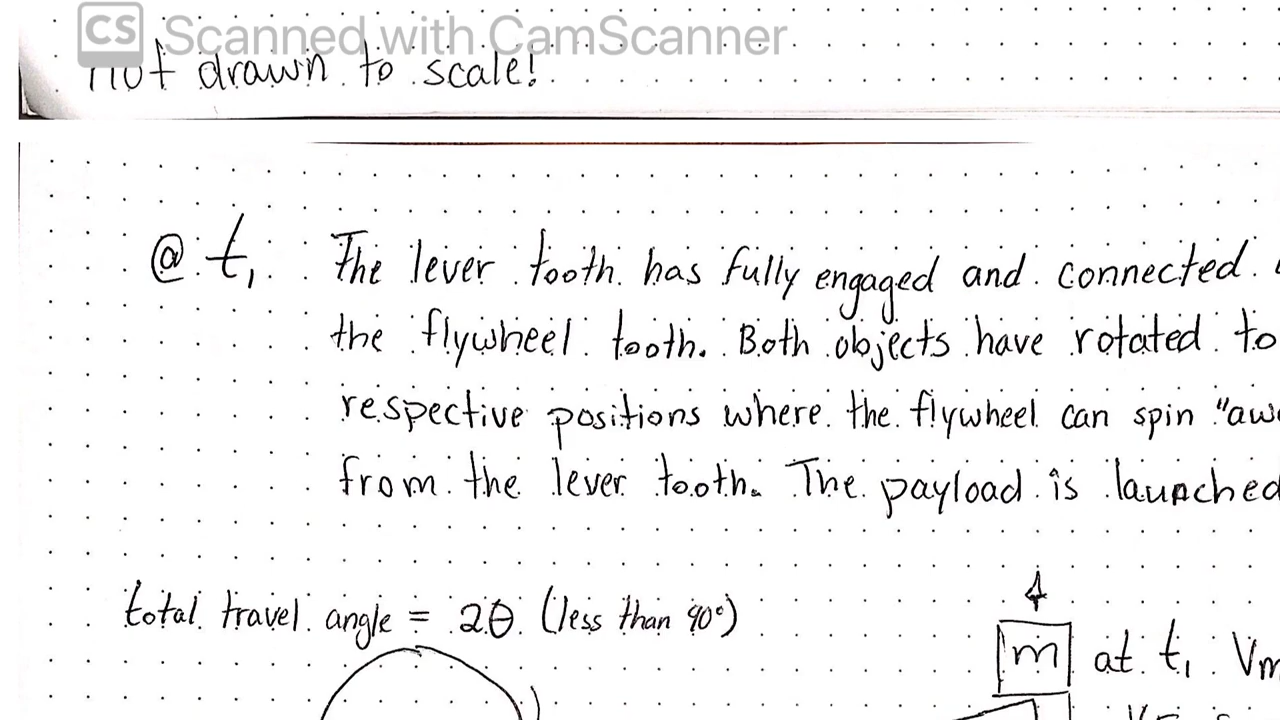 CS Scanned with CamScanner
not drawn to scale!
@ t₁ The lever tooth has fully engaged and connected
the flywheel tooth. Both objects have rotated to
respective positions where the flywheel can spin "aw
from the lever tooth. The payload is launched
total travel angle = 2θ (less than 90°)
m at t₁ Vm